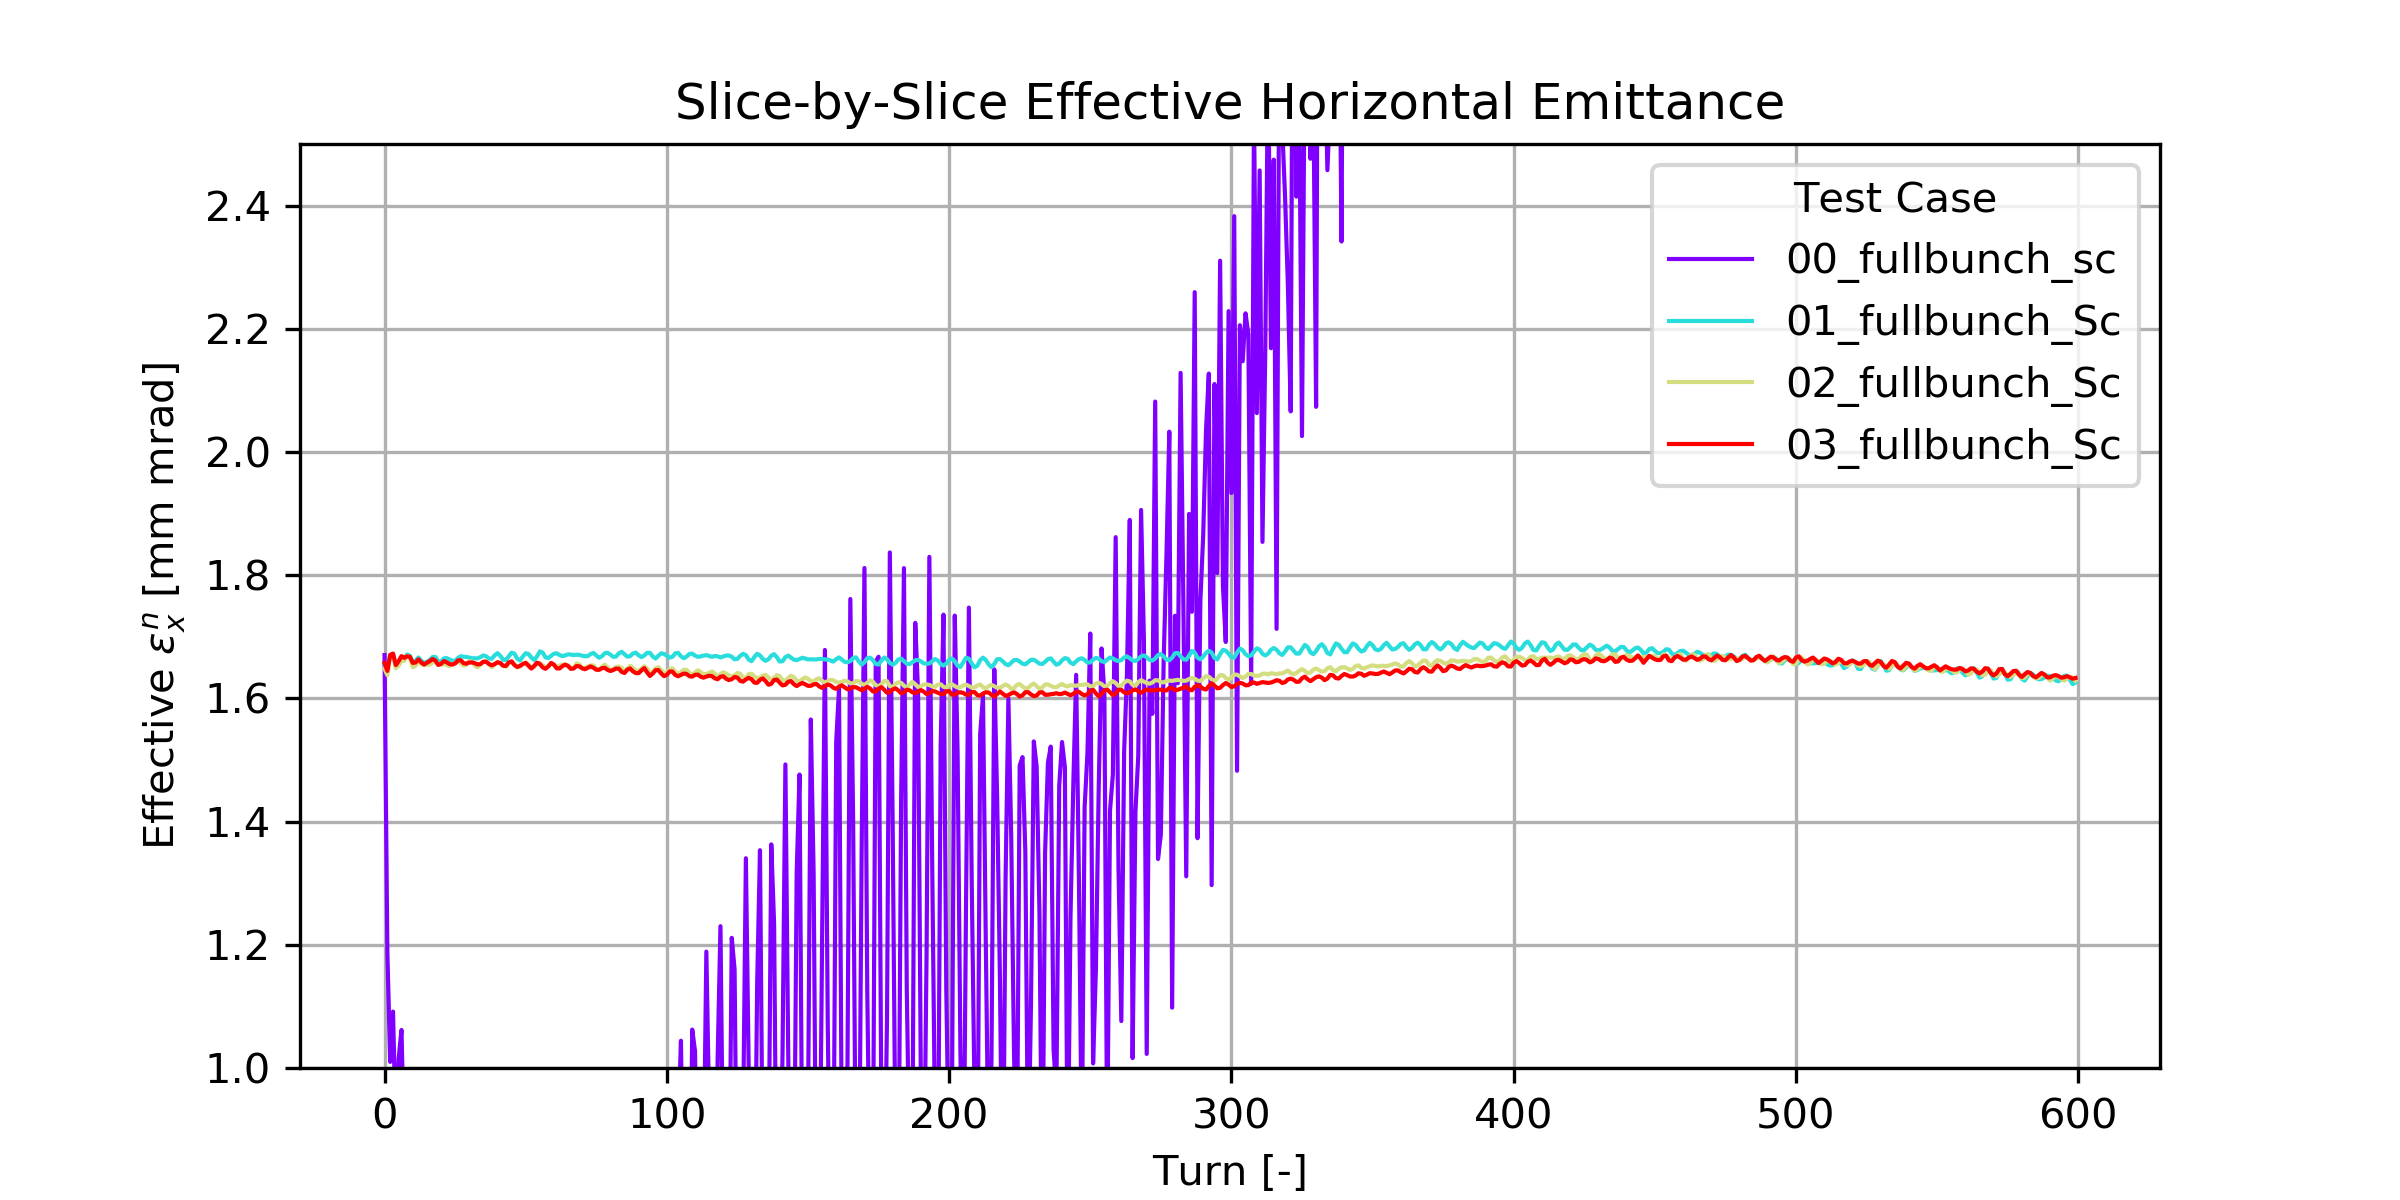 Slice-by-Slice Effective Horizontal Emittance
Effective εₓⁿ [mm mrad]
2.4
2.2
2.0
1.8
1.6
1.4
1.2
1.0
0 100 200 300 400 500 600
Turn [-]
Test Case
00_fullbunch_sc
01_fullbunch_Sc
02_fullbunch_Sc
03_fullbunch_Sc